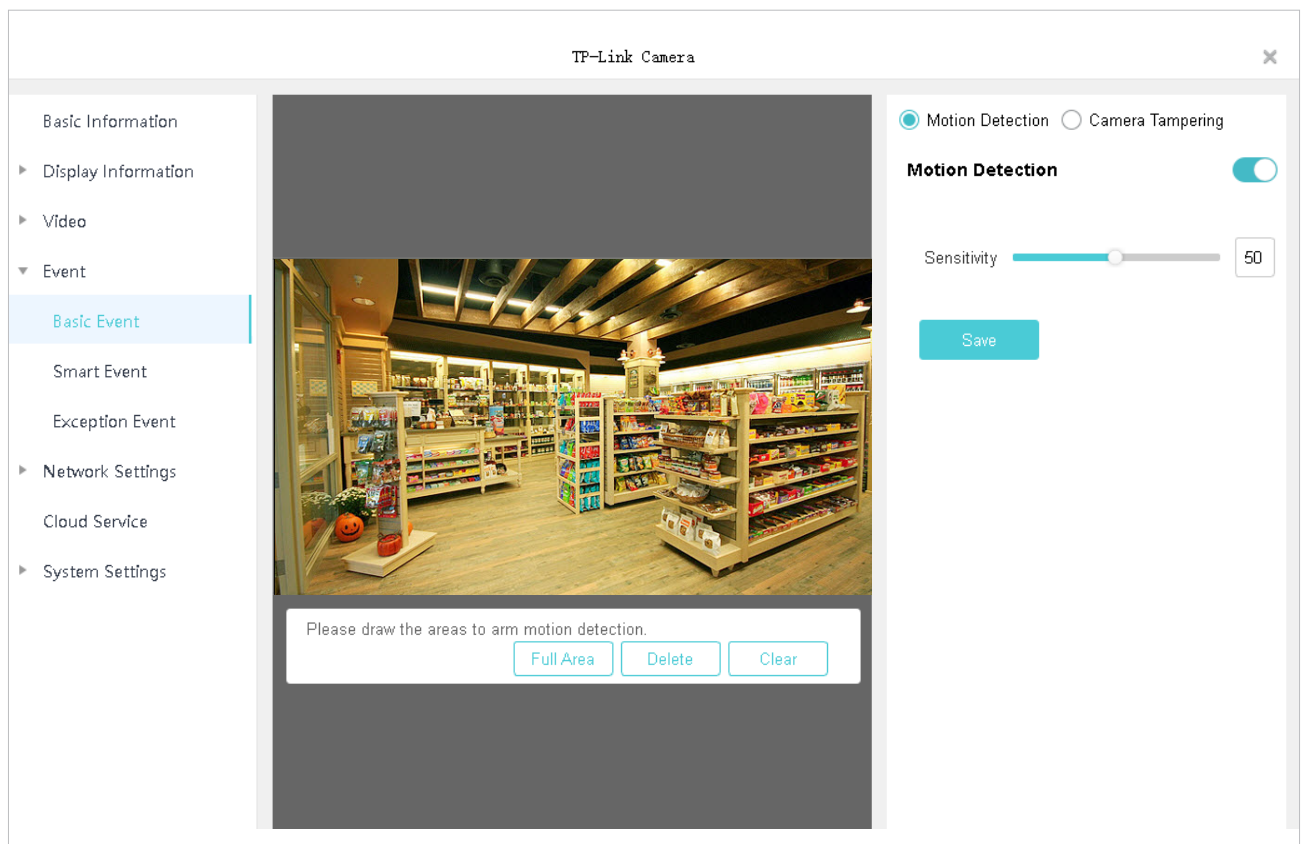 TP-Link Camera
Basic Information
Display Information
Video
Event
Basic Event
Smart Event
Exception Event
Network Settings
Cloud Service
System Settings
Please draw the areas to arm motion detection.
Full Area Delete Clear
Motion Detection Camera Tampering
Motion Detection
Sensitivity 50
Save